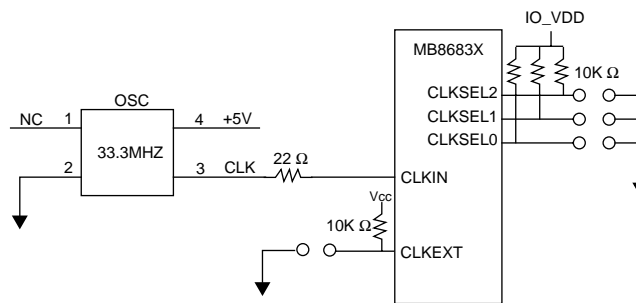 IO_VDD
MB8683X
10K Ω
CLKSEL2
CLKSEL1
CLKSEL0
OSC
NC 1 4 +5V
33.3MHZ
2 3 CLK 22 Ω
CLKIN
Vcc
10K Ω
CLKEXT